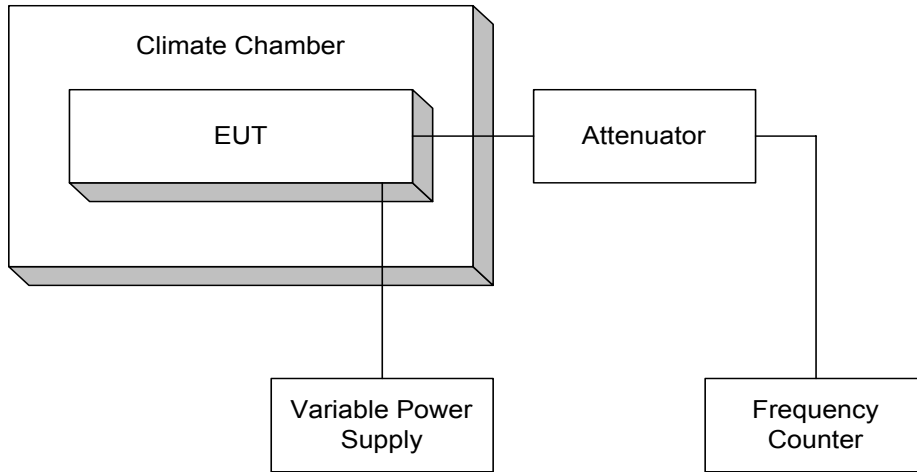 Climate Chamber
EUT
Attenuator
Variable Power
Supply
Frequency
Counter